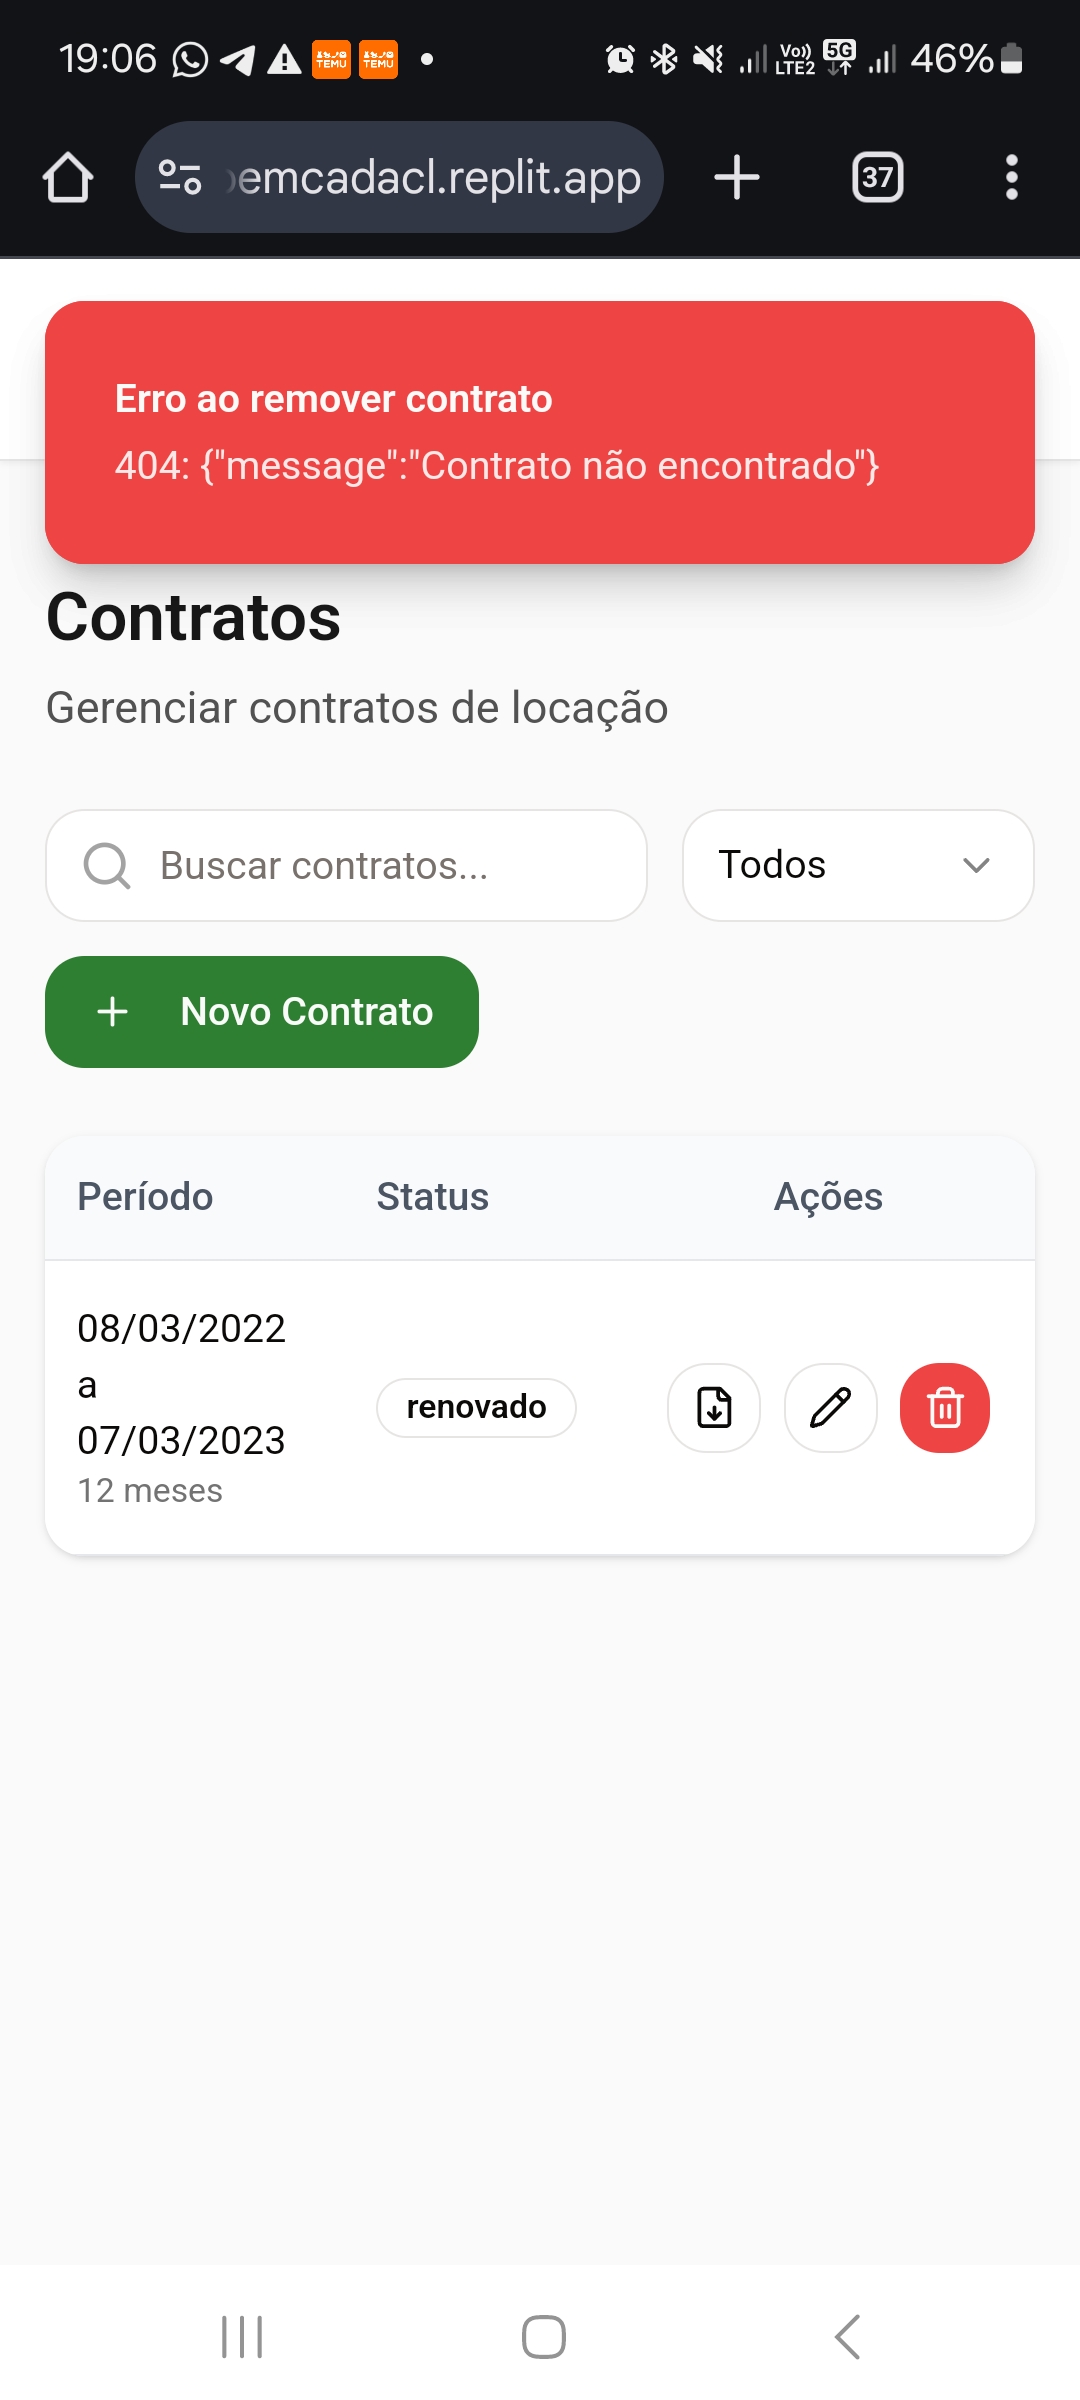 19:06
TEMU
TEMU
Vo))
LTE2
5G
46%
emcadacl.replit.app
37
Erro ao remover contrato
404: {"message":"Contrato não encontrado"}
Contratos
Gerenciar contratos de locação
Buscar contratos...
Todos
Novo Contrato
Período
Status
Ações
08/03/2022
a
07/03/2023
12 meses
renovado